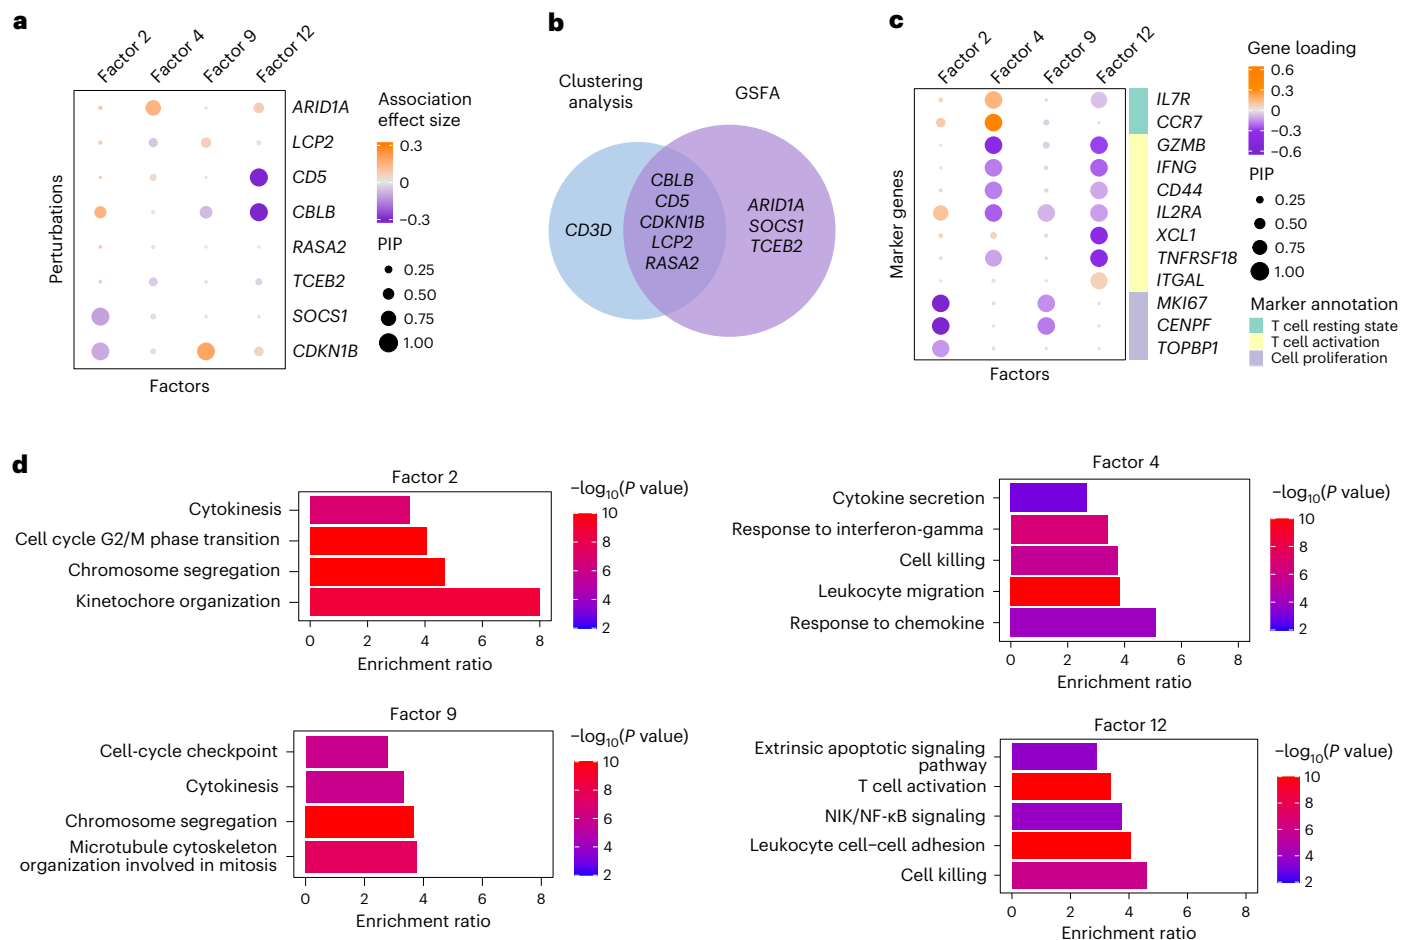 a
Factor 2
Factor 4
Factor 9
Factor 12
Perturbations
ARID1A
LCP2
CD5
CBLB
RASA2
TCEB2
SOCS1
CDKN1B
Factors
Association
effect size
0.3
0
−0.3
PIP
0.25
0.50
0.75
1.00
b
Clustering
analysis
GSFA
CD3D
CBLB
CD5
CDKN1B
LCP2
RASA2
ARID1A
SOCS1
TCEB2
c
Factor 2
Factor 4
Factor 9
Factor 12
Marker genes
IL7R
CCR7
GZMB
IFNG
CD44
IL2RA
XCL1
TNFRSF18
ITGAL
MKI67
CENPF
TOPBP1
Factors
Gene loading
0.6
0.3
0
−0.3
−0.6
PIP
0.25
0.50
0.75
1.00
Marker annotation
T cell resting state
T cell activation
Cell proliferation
d
Factor 2
Cytokinesis
Cell cycle G2/M phase transition
Chromosome segregation
Kinetochore organization
0 2 4 6 8
Enrichment ratio
−log10(P value)
10
8
6
4
2
Factor 4
Cytokine secretion
Response to interferon-gamma
Cell killing
Leukocyte migration
Response to chemokine
0 2 4 6 8
Enrichment ratio
−log10(P value)
10
8
6
4
2
Factor 9
Cell-cycle checkpoint
Cytokinesis
Chromosome segregation
Microtubule cytoskeleton
organization involved in mitosis
0 2 4 6 8
Enrichment ratio
−log10(P value)
10
8
6
4
2
Factor 12
Extrinsic apoptotic signaling
pathway
T cell activation
NIK/NF-κB signaling
Leukocyte cell–cell adhesion
Cell killing
0 2 4 6 8
Enrichment ratio
−log10(P value)
10
8
6
4
2